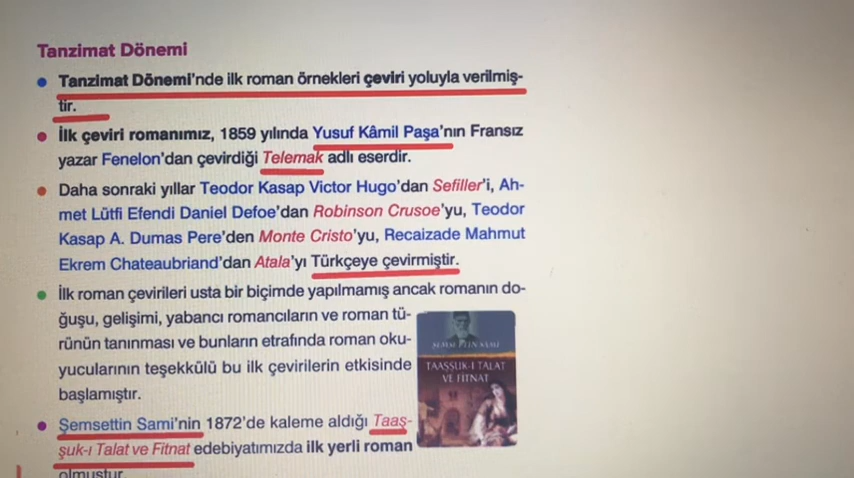 Tanzimat Dönemi
Tanzimat Dönemi'nde ilk roman örnekleri çeviri yoluyla verilmiş-
tir.
İlk çeviri romanımız, 1859 yılında Yusuf Kâmil Paşa'nın Fransız
yazar Fenelon'dan çevirdiği Telemak adlı eserdir.
Daha sonraki yıllar Teodor Kasap Victor Hugo'dan Sefiller'i, Ah-
met Lütfi Efendi Daniel Defoe'dan Robinson Crusoe'yu, Teodor
Kasap A. Dumas Pere'den Monte Cristo'yu, Recaizade Mahmut
Ekrem Chateaubriand'dan Atala'yı Türkçeye çevirmiştir.
İlk roman çevirileri usta bir biçimde yapılmamış ancak romanın do-
ğuşu, gelişimi, yabancı romancıların ve roman tü-
rünün tanınması ve bunların etrafında roman oku-
yucularının teşekkülü bu ilk çevirilerin etkisinde
başlamıştır.
ŞEMSETTİN SAMİ
TAAŞŞUK-I TALAT
VE FİTNAT
Şemsettin Sami'nin 1872'de kaleme aldığı Taaş-
şuk-ı Talat ve Fitnat edebiyatımızda ilk yerli roman
olmuştur